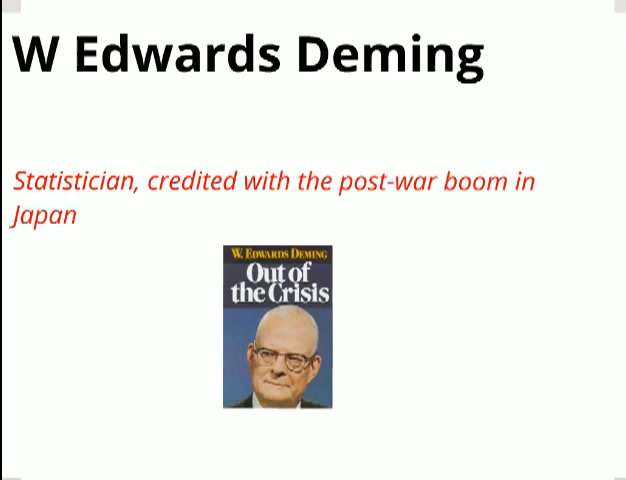 W Edwards Deming
Statistician, credited with the post-war boom in
Japan
W. EDWARDS DEMING
Out of
the Crisis